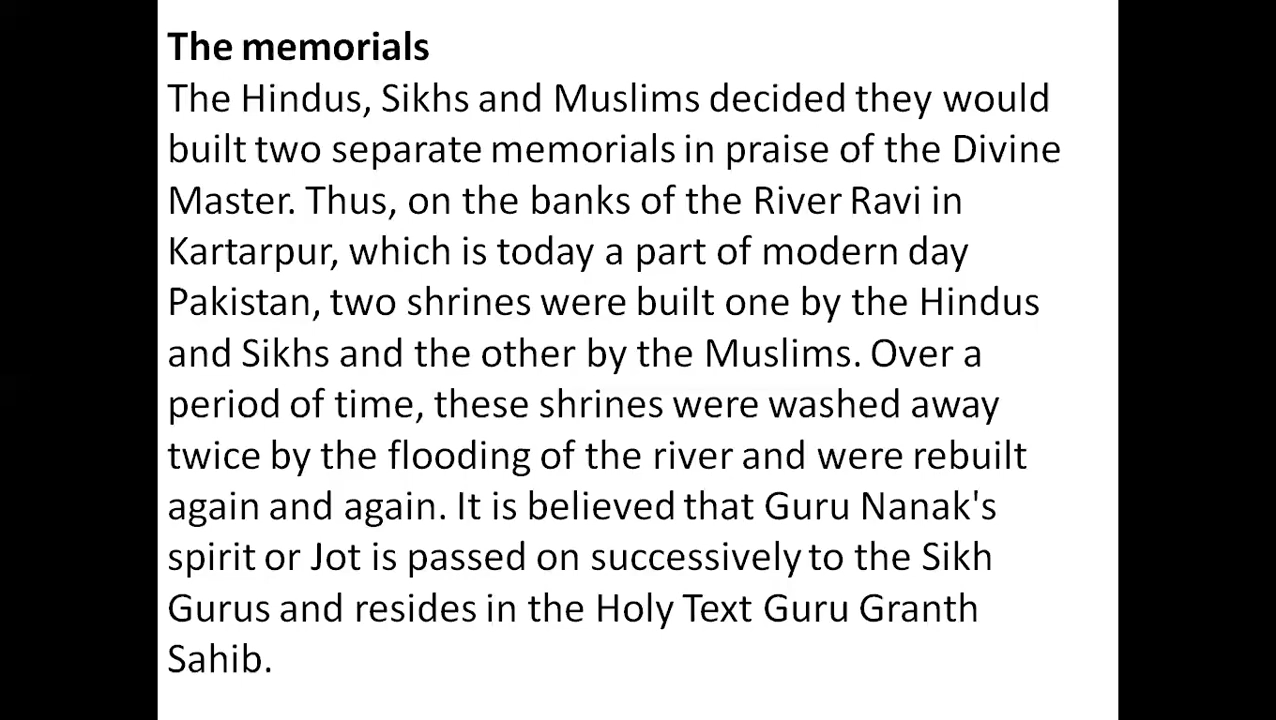 The memorials
The Hindus, Sikhs and Muslims decided they would
built two separate memorials in praise of the Divine
Master. Thus, on the banks of the River Ravi in
Kartarpur, which is today a part of modern day
Pakistan, two shrines were built one by the Hindus
and Sikhs and the other by the Muslims. Over a
period of time, these shrines were washed away
twice by the flooding of the river and were rebuilt
again and again. It is believed that Guru Nanak's
spirit or Jot is passed on successively to the Sikh
Gurus and resides in the Holy Text Guru Granth
Sahib.